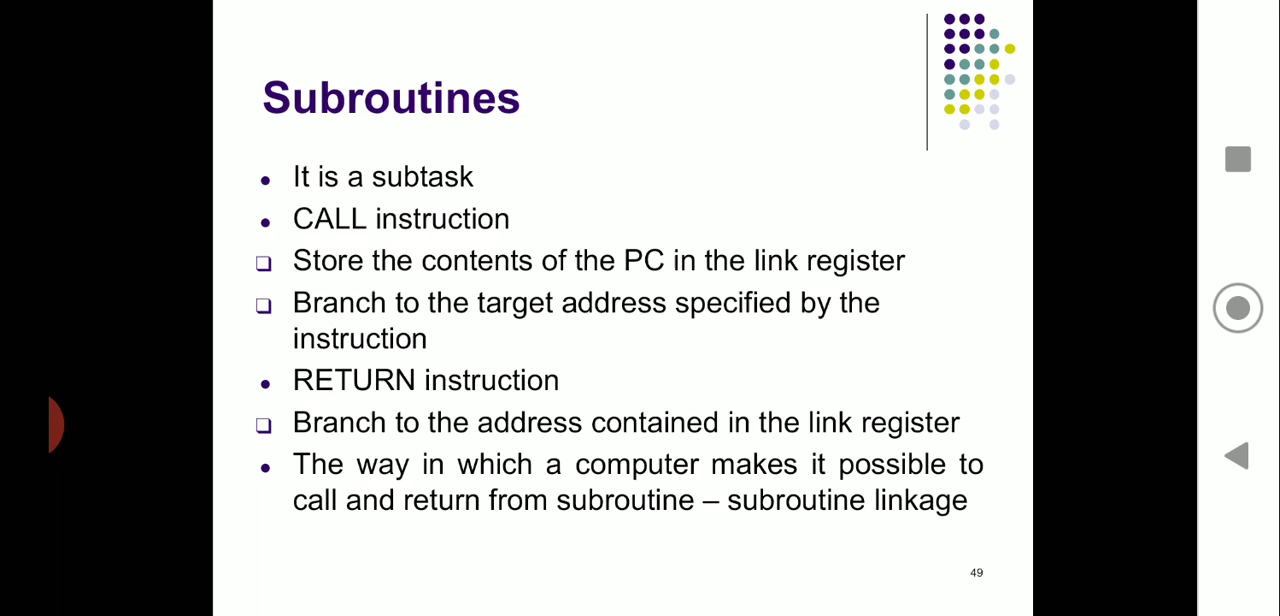 Subroutines
It is a subtask
CALL instruction
Store the contents of the PC in the link register
Branch to the target address specified by the
instruction
RETURN instruction
Branch to the address contained in the link register
The way in which a computer makes it possible to
call and return from subroutine – subroutine linkage
49